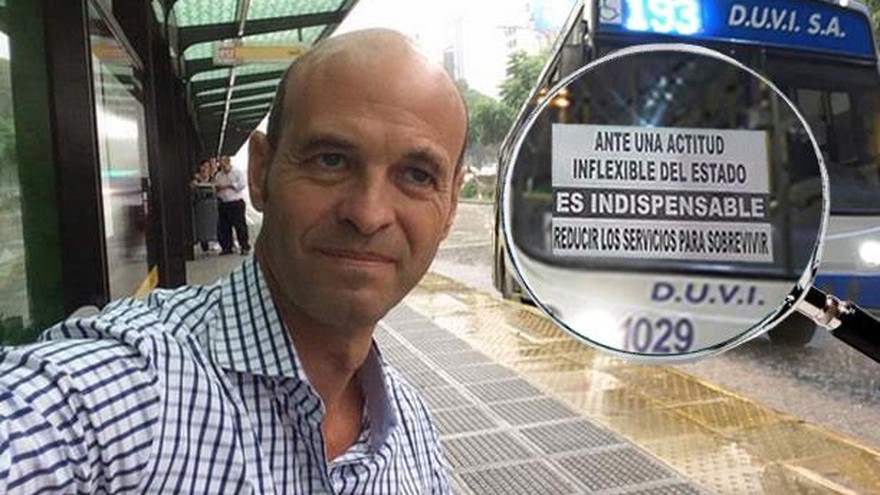 193 D.U.V.I. S.A.
ANTE UNA ACTITUD
INFLEXIBLE DEL ESTADO
ES INDISPENSABLE
REDUCIR LOS SERVICIOS PARA SOBREVIVIR
D.U.V.I.
1029